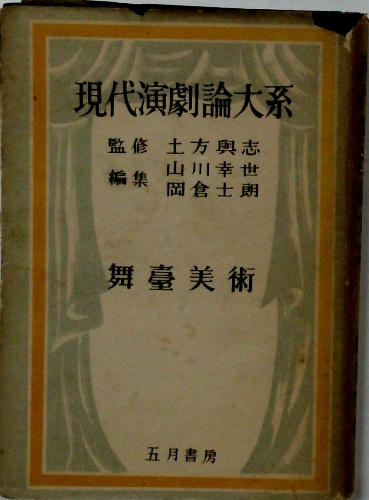 現代演劇論大系
監修 土方與志
編集 山川幸世
岡倉士朗
舞臺美術
五月書房